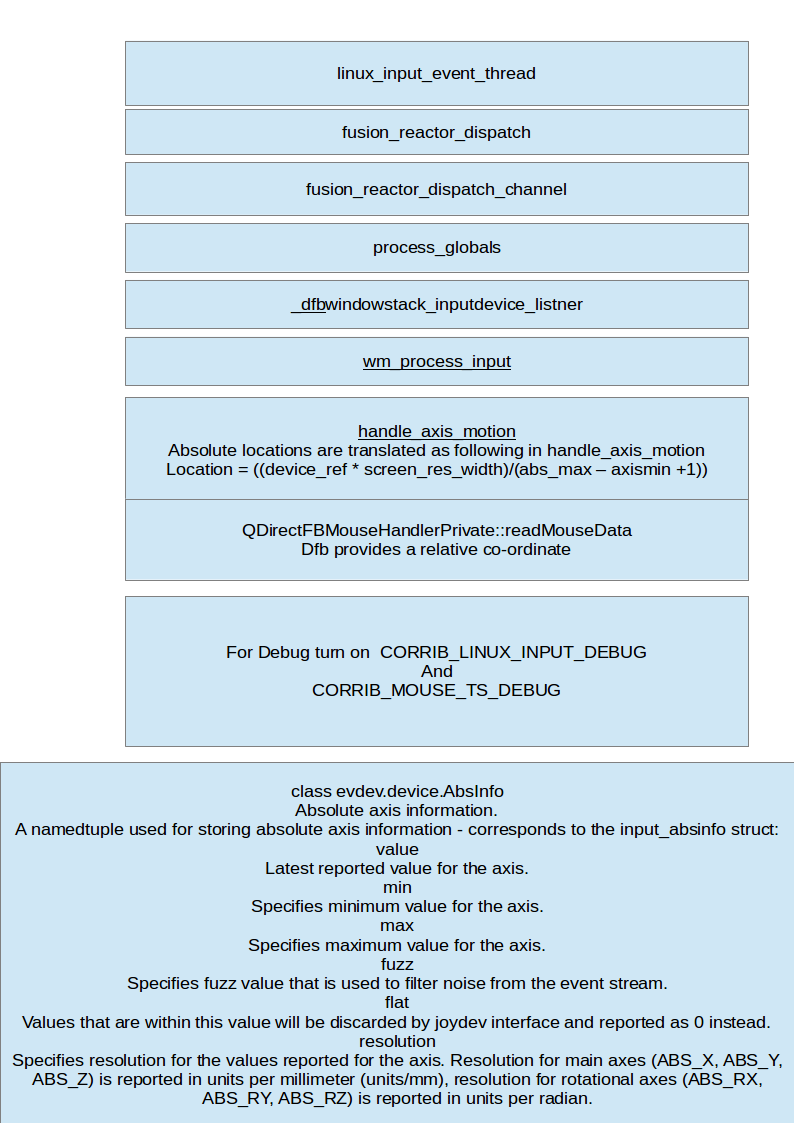 linux_input_event_thread
fusion_reactor_dispatch
fusion_reactor_dispatch_channel
process_globals
_dfbwindowstack_inputdevice_listner
wm_process_input
handle_axis_motion
Absolute locations are translated as following in handle_axis_motion
Location = ((device_ref * screen_res_width)/(abs_max – axismin +1))
QDirectFBMouseHandlerPrivate::readMouseData
Dfb provides a relative co-ordinate
For Debug turn on  CORRIB_LINUX_INPUT_DEBUG
And
CORRIB_MOUSE_TS_DEBUG
class evdev.device.AbsInfo
Absolute axis information.
A namedtuple used for storing absolute axis information - corresponds to the input_absinfo struct:
value
Latest reported value for the axis.
min
Specifies minimum value for the axis.
max
Specifies maximum value for the axis.
fuzz
Specifies fuzz value that is used to filter noise from the event stream.
flat
Values that are within this value will be discarded by joydev interface and reported as 0 instead.
resolution
Specifies resolution for the values reported for the axis. Resolution for main axes (ABS_X, ABS_Y,
ABS_Z) is reported in units per millimeter (units/mm), resolution for rotational axes (ABS_RX,
ABS_RY, ABS_RZ) is reported in units per radian.